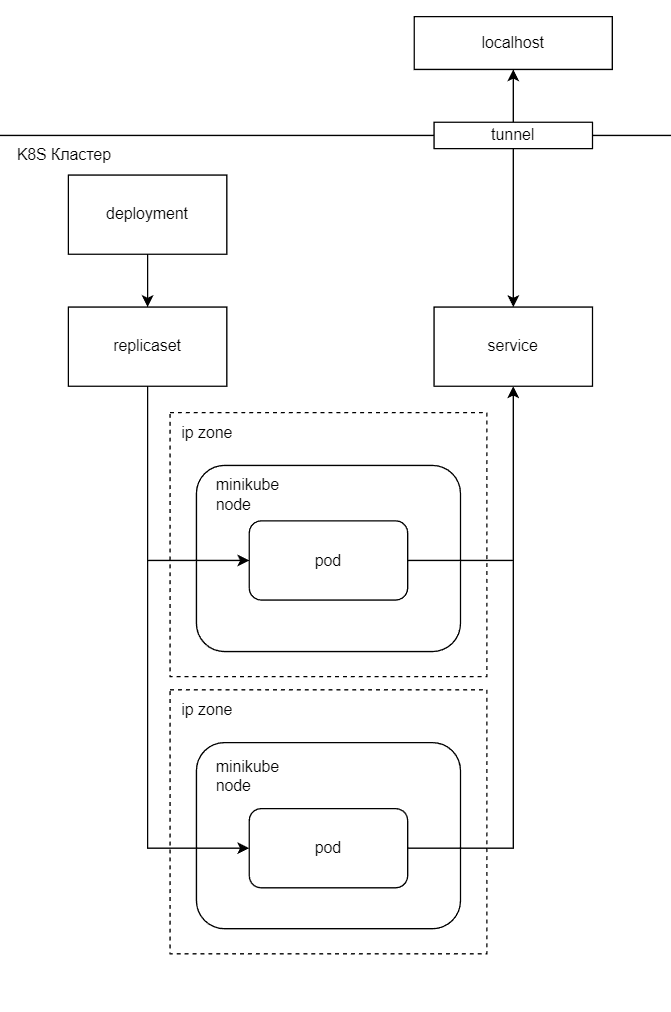 localhost
tunnel
K8S Кластер
deployment
replicaset
service
ip zone
minikube
node
pod
ip zone
minikube
node
pod